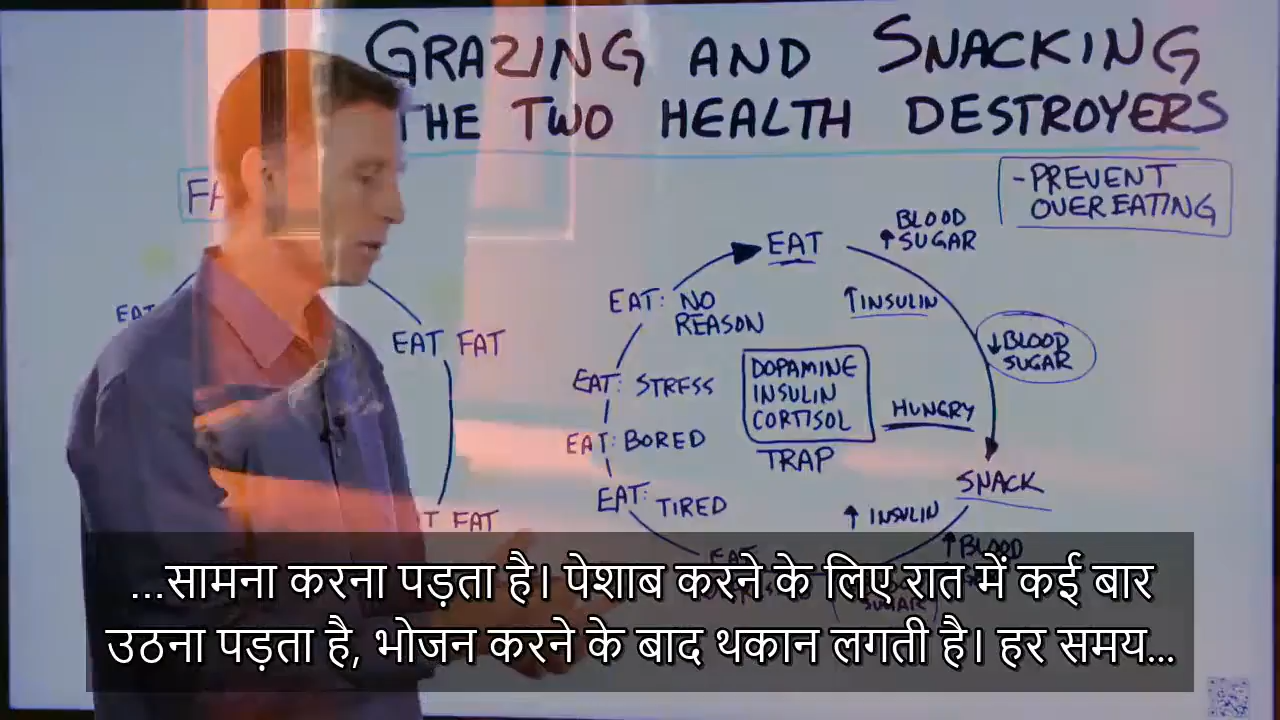 GRAZING AND SNACKING
THE TWO HEALTH DESTROYERS
-PREVENT
OVEREATING
EAT
↑ BLOOD
SUGAR
↑INSULIN
↓BLOOD
SUGAR
HUNGRY
SNACK
↑ INSULIN
↑BLOOD
EAT: NO
REASON
EAT: STRESS
EAT: BORED
EAT: TIRED
EAT
DOPAMINE
INSULIN
CORTISOL
TRAP
EAT FAT
FAT
...सामना करना पड़ता है। पेशाब करने के लिए रात में कई बार
उठना पड़ता है, भोजन करने के बाद थकान लगती है। हर समय...